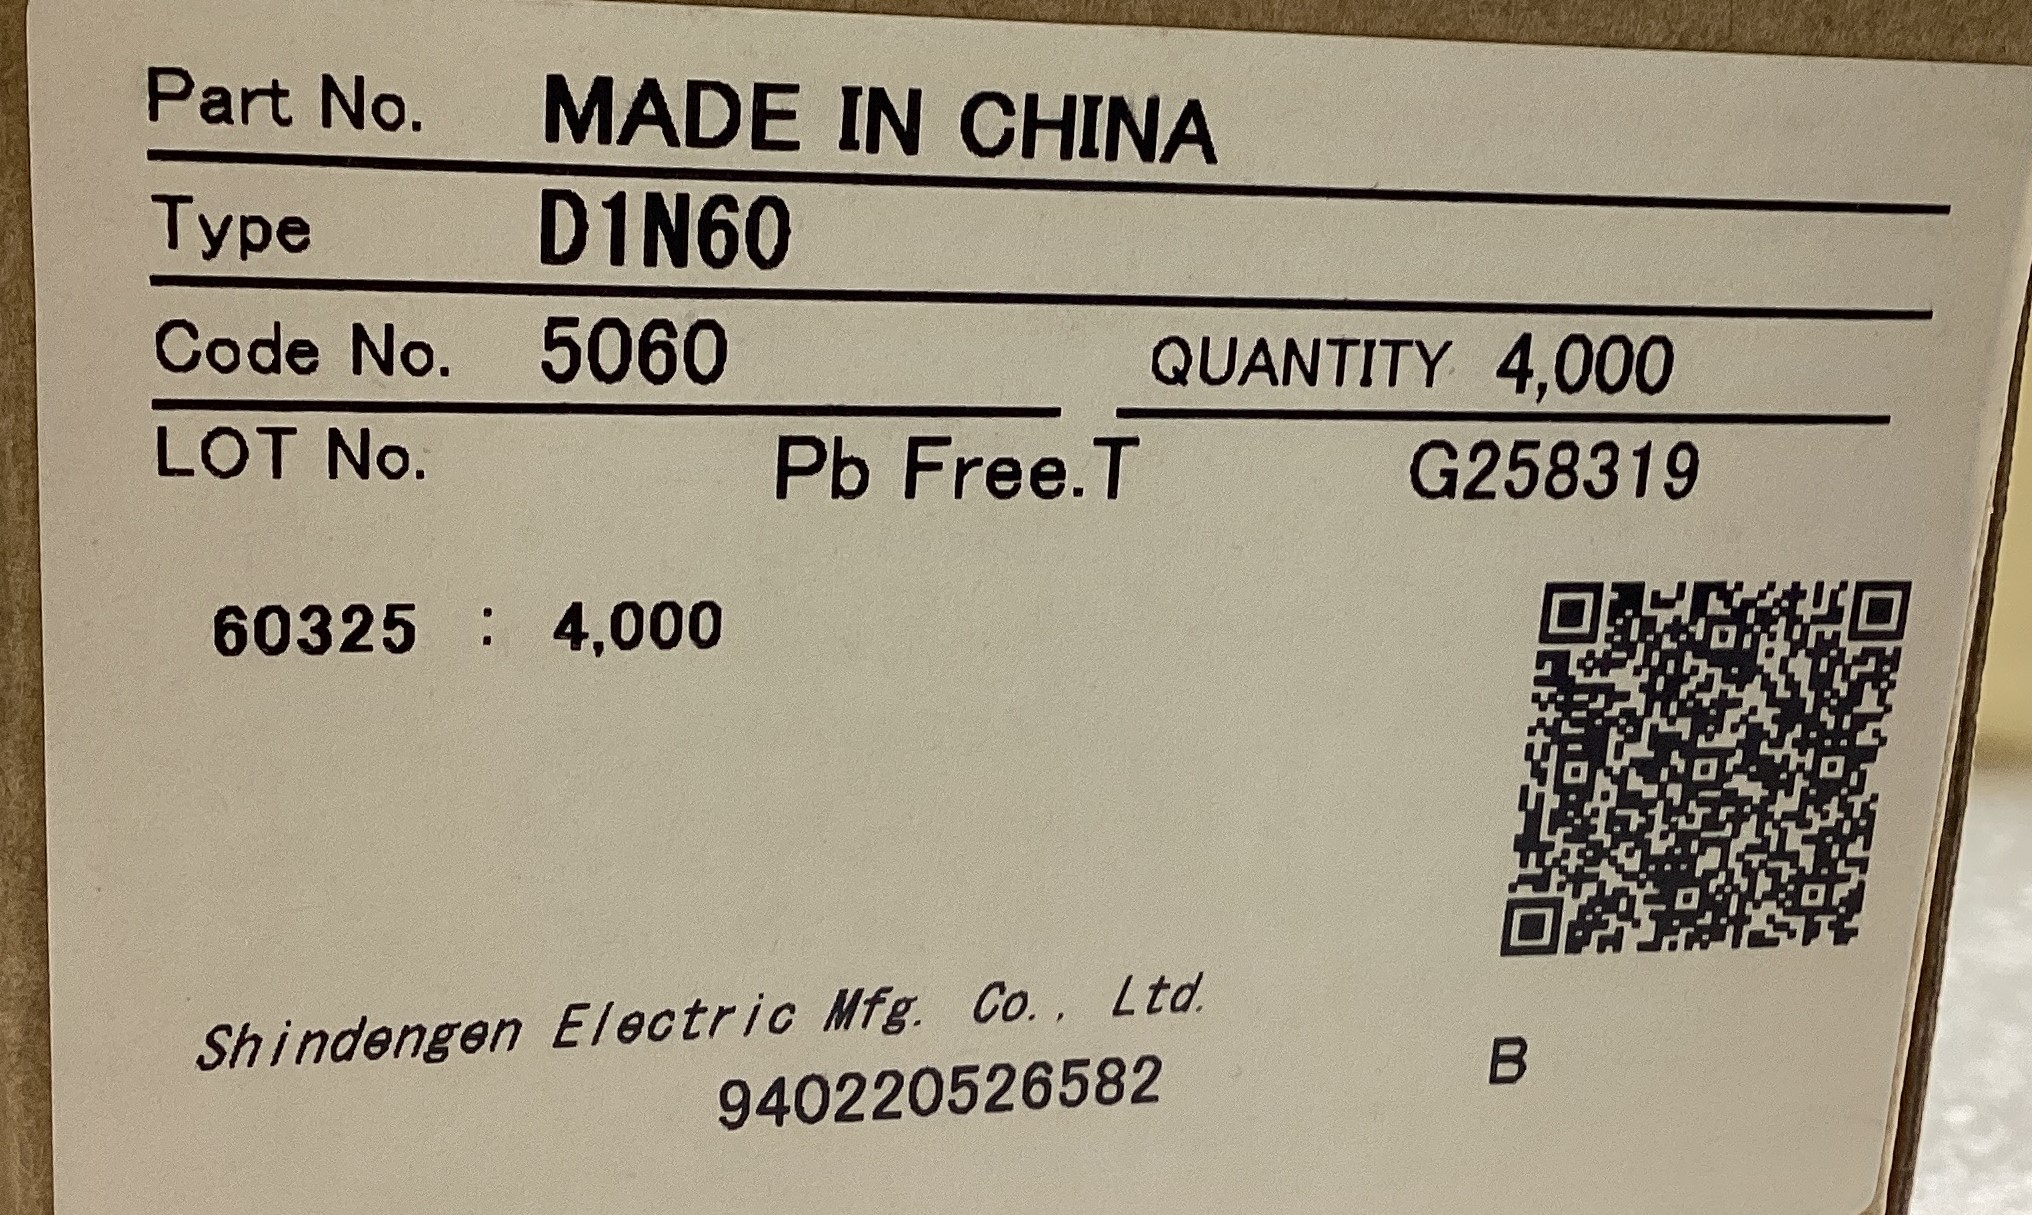 Part No. MADE IN CHINA
Type D1N60
Code No. 5060 QUANTITY 4,000
LOT No. Pb Free.T G258319
60325 : 4,000
Shindengen Electric Mfg. Co., Ltd.
940220526582 B